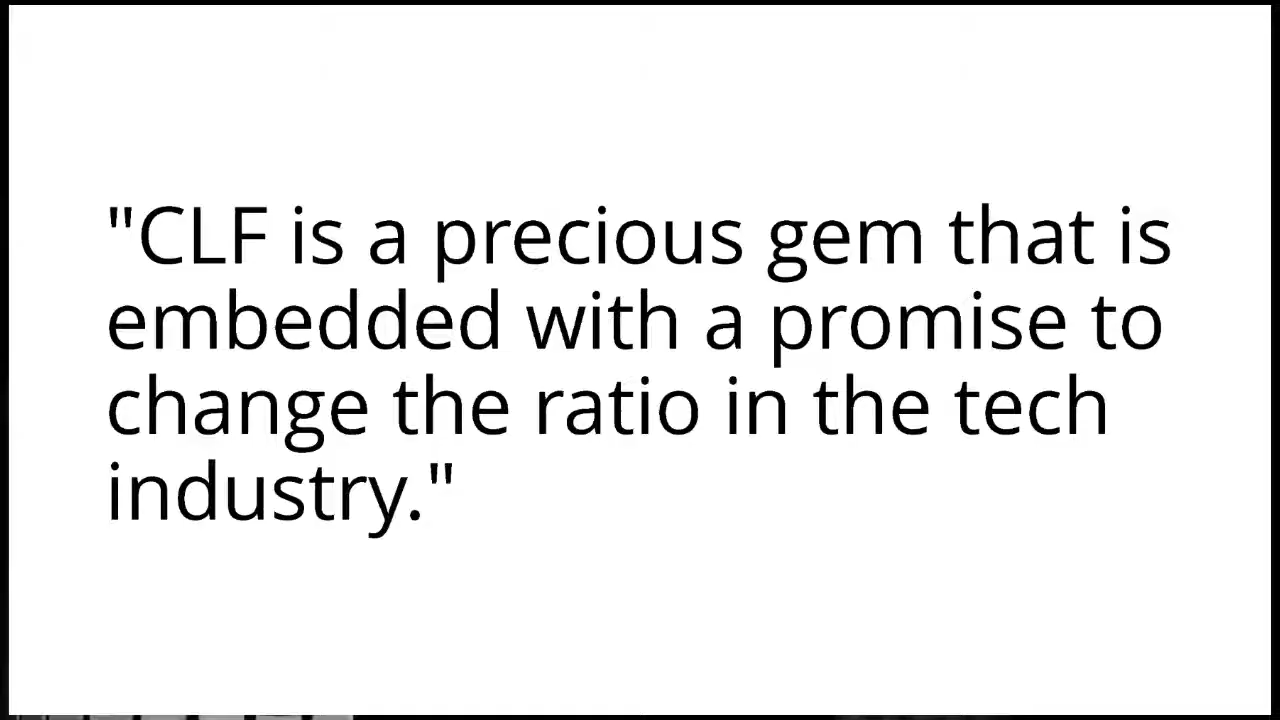 "CLF is a precious gem that is
embedded with a promise to
change the ratio in the tech
industry."